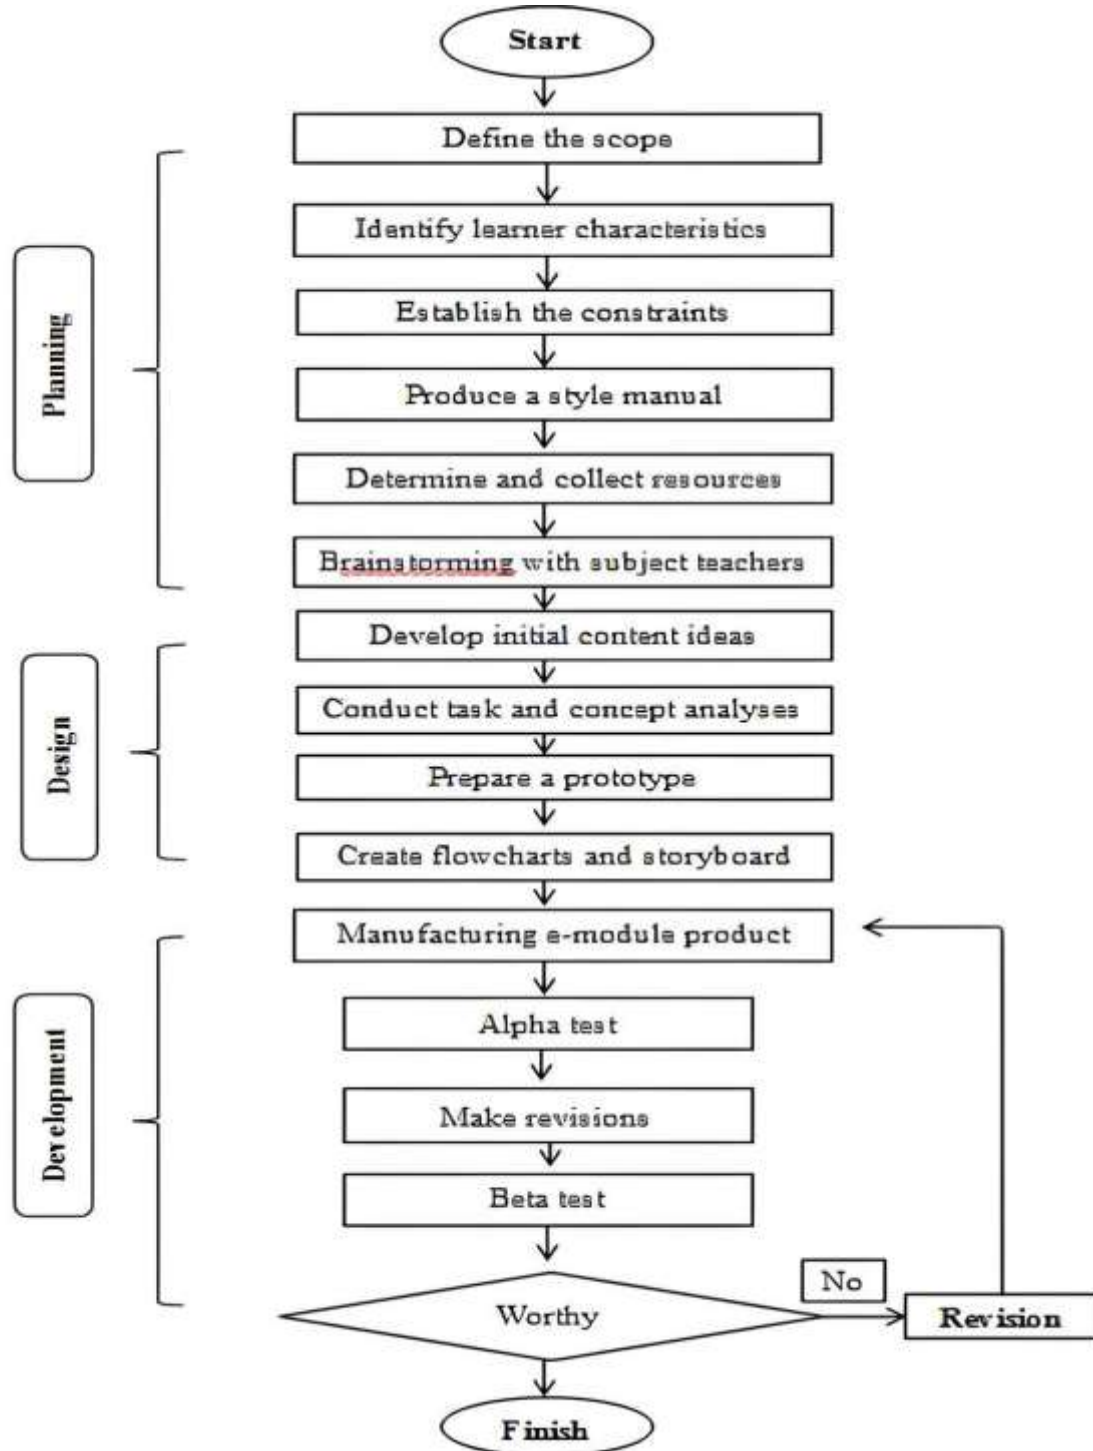 Start
Define the scope
Identify learner characteristics
Establish the constraints
Produce a style manual
Determine and collect resources
Brainstorming with subject teachers
Planning
Develop initial content ideas
Conduct task and concept analyses
Prepare a prototype
Create flowcharts and storyboard
Design
Manufacturing e-module product
Alpha test
Make revisions
Beta test
Development
Worthy
No
Revision
Finish